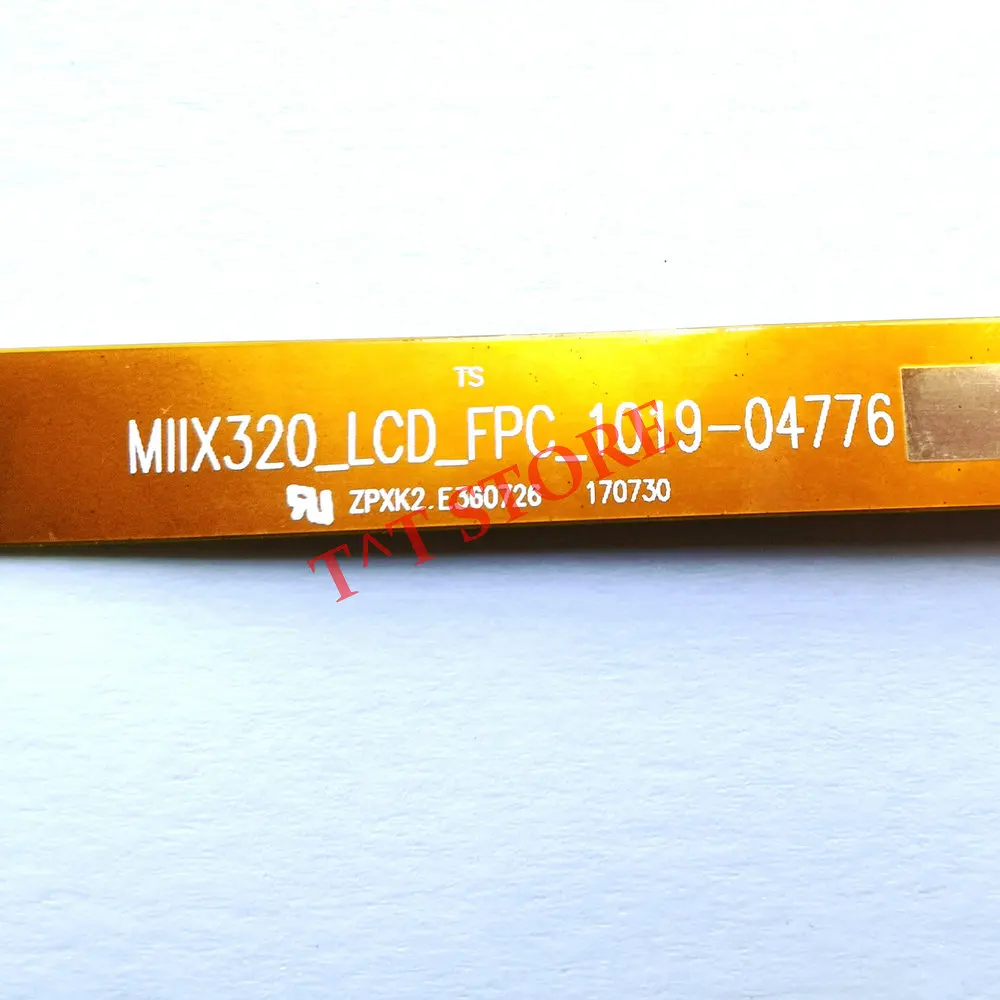 TS
MIIX320_LCD_FPC_1019-04776
ZPXK2.E360726 170730
T^T STORE